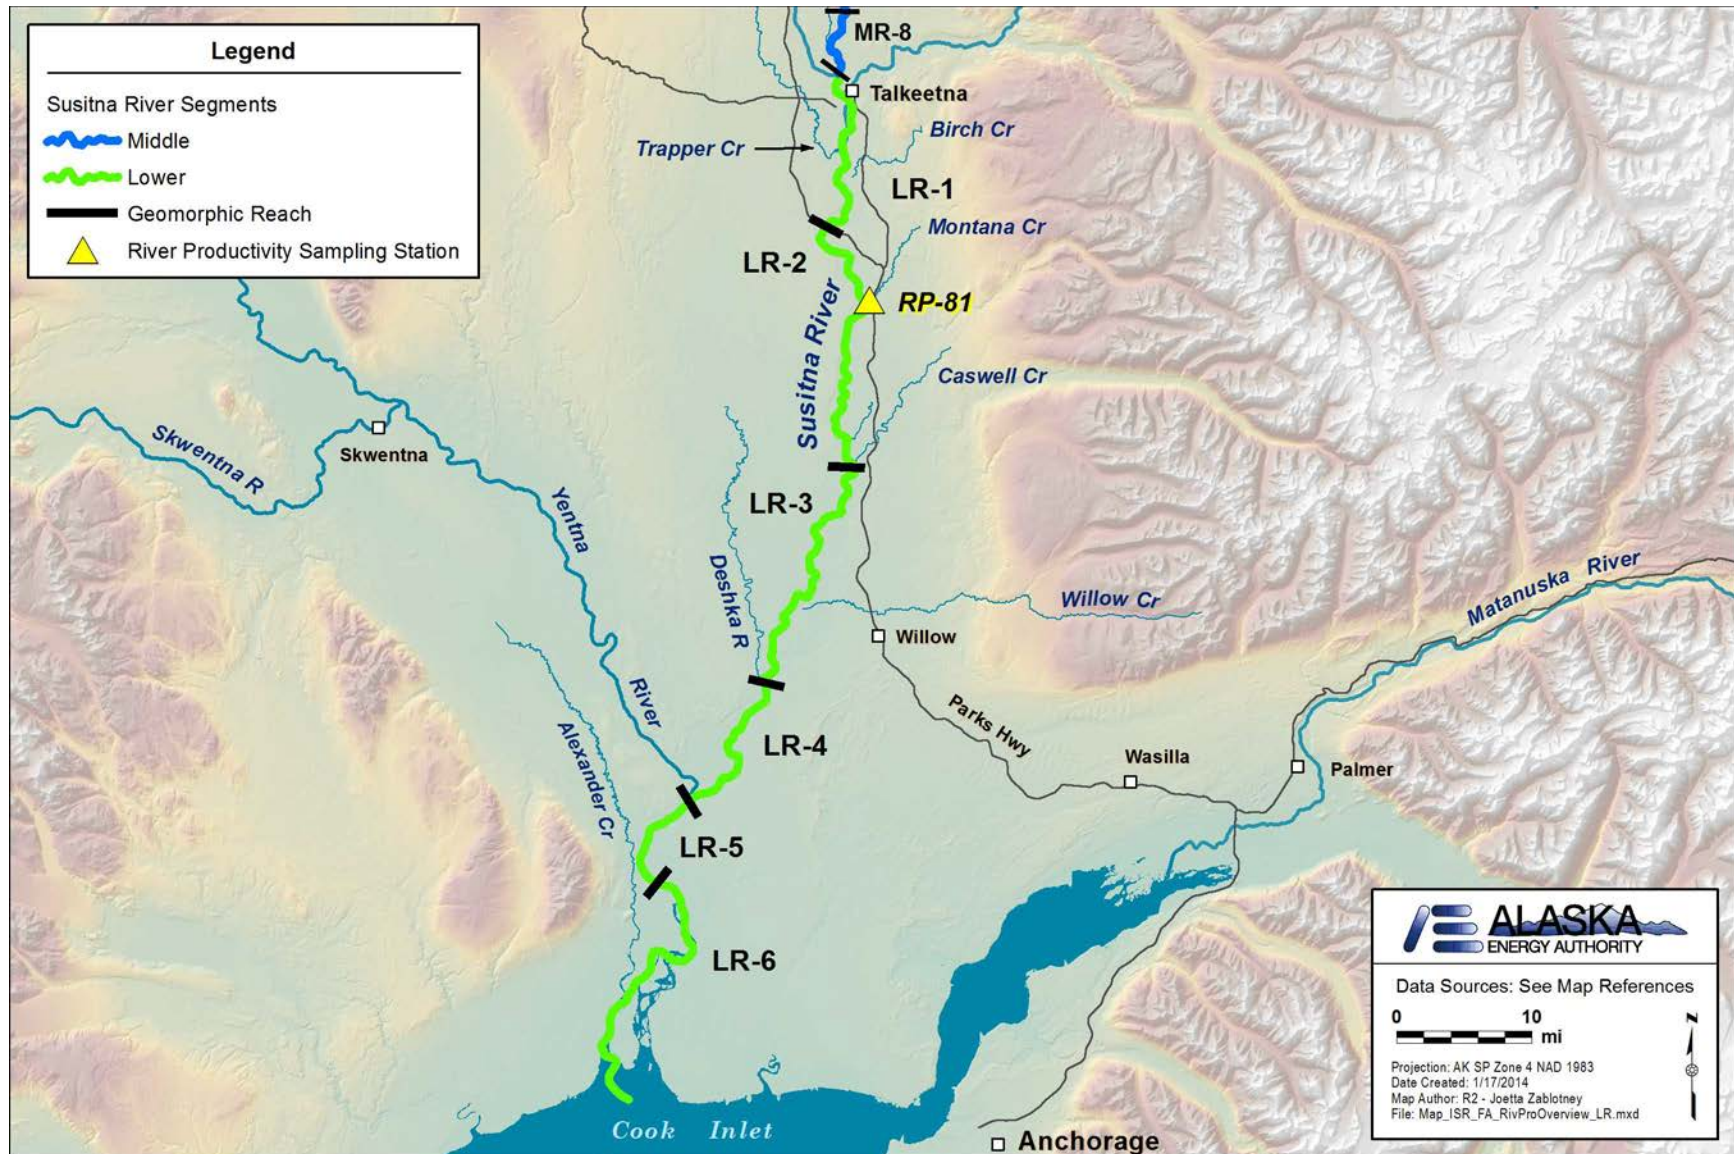 Legend
Susitna River Segments
Middle
Lower
Geomorphic Reach
River Productivity Sampling Station
MR-8
Talkeetna
Birch Cr
Trapper Cr
LR-1
Montana Cr
LR-2
RP-81
Susitna River
Caswell Cr
Skwentna R
Skwentna
Yentna
River
LR-3
Deshka R
Willow Cr
Matanuska River
Willow
Parks Hwy
Alexander Cr
LR-4
Wasilla
Palmer
LR-5
LR-6
Cook Inlet
Anchorage
ALASKA
ENERGY AUTHORITY
Data Sources: See Map References
0 10
mi
N
Projection: AK SP Zone 4 NAD 1983
Date Created: 1/17/2014
Map Author: R2 - Joetta Zablotney
File: Map_ISR_FA_RivProOverview_LR.mxd